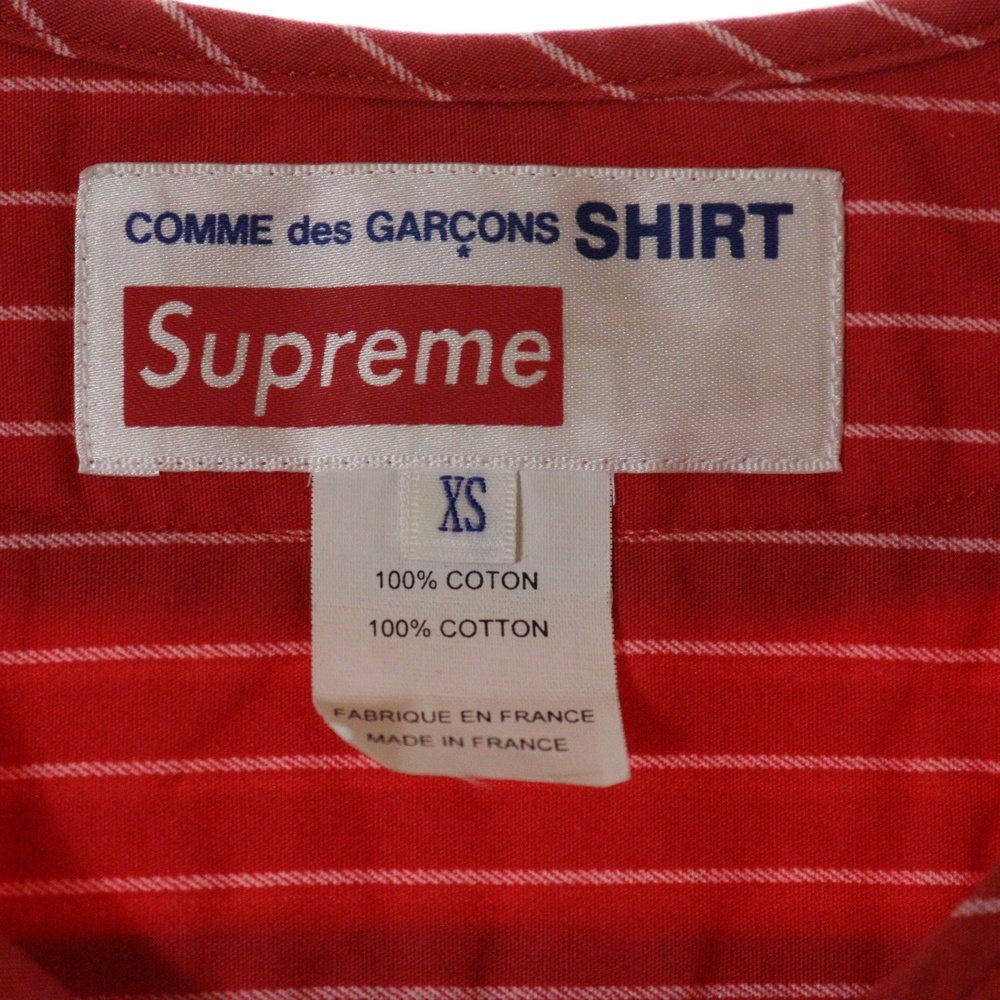 COMME des GARÇONS SHIRT
*
Supreme
XS
100% COTON
100% COTTON
FABRIQUE EN FRANCE
MADE IN FRANCE